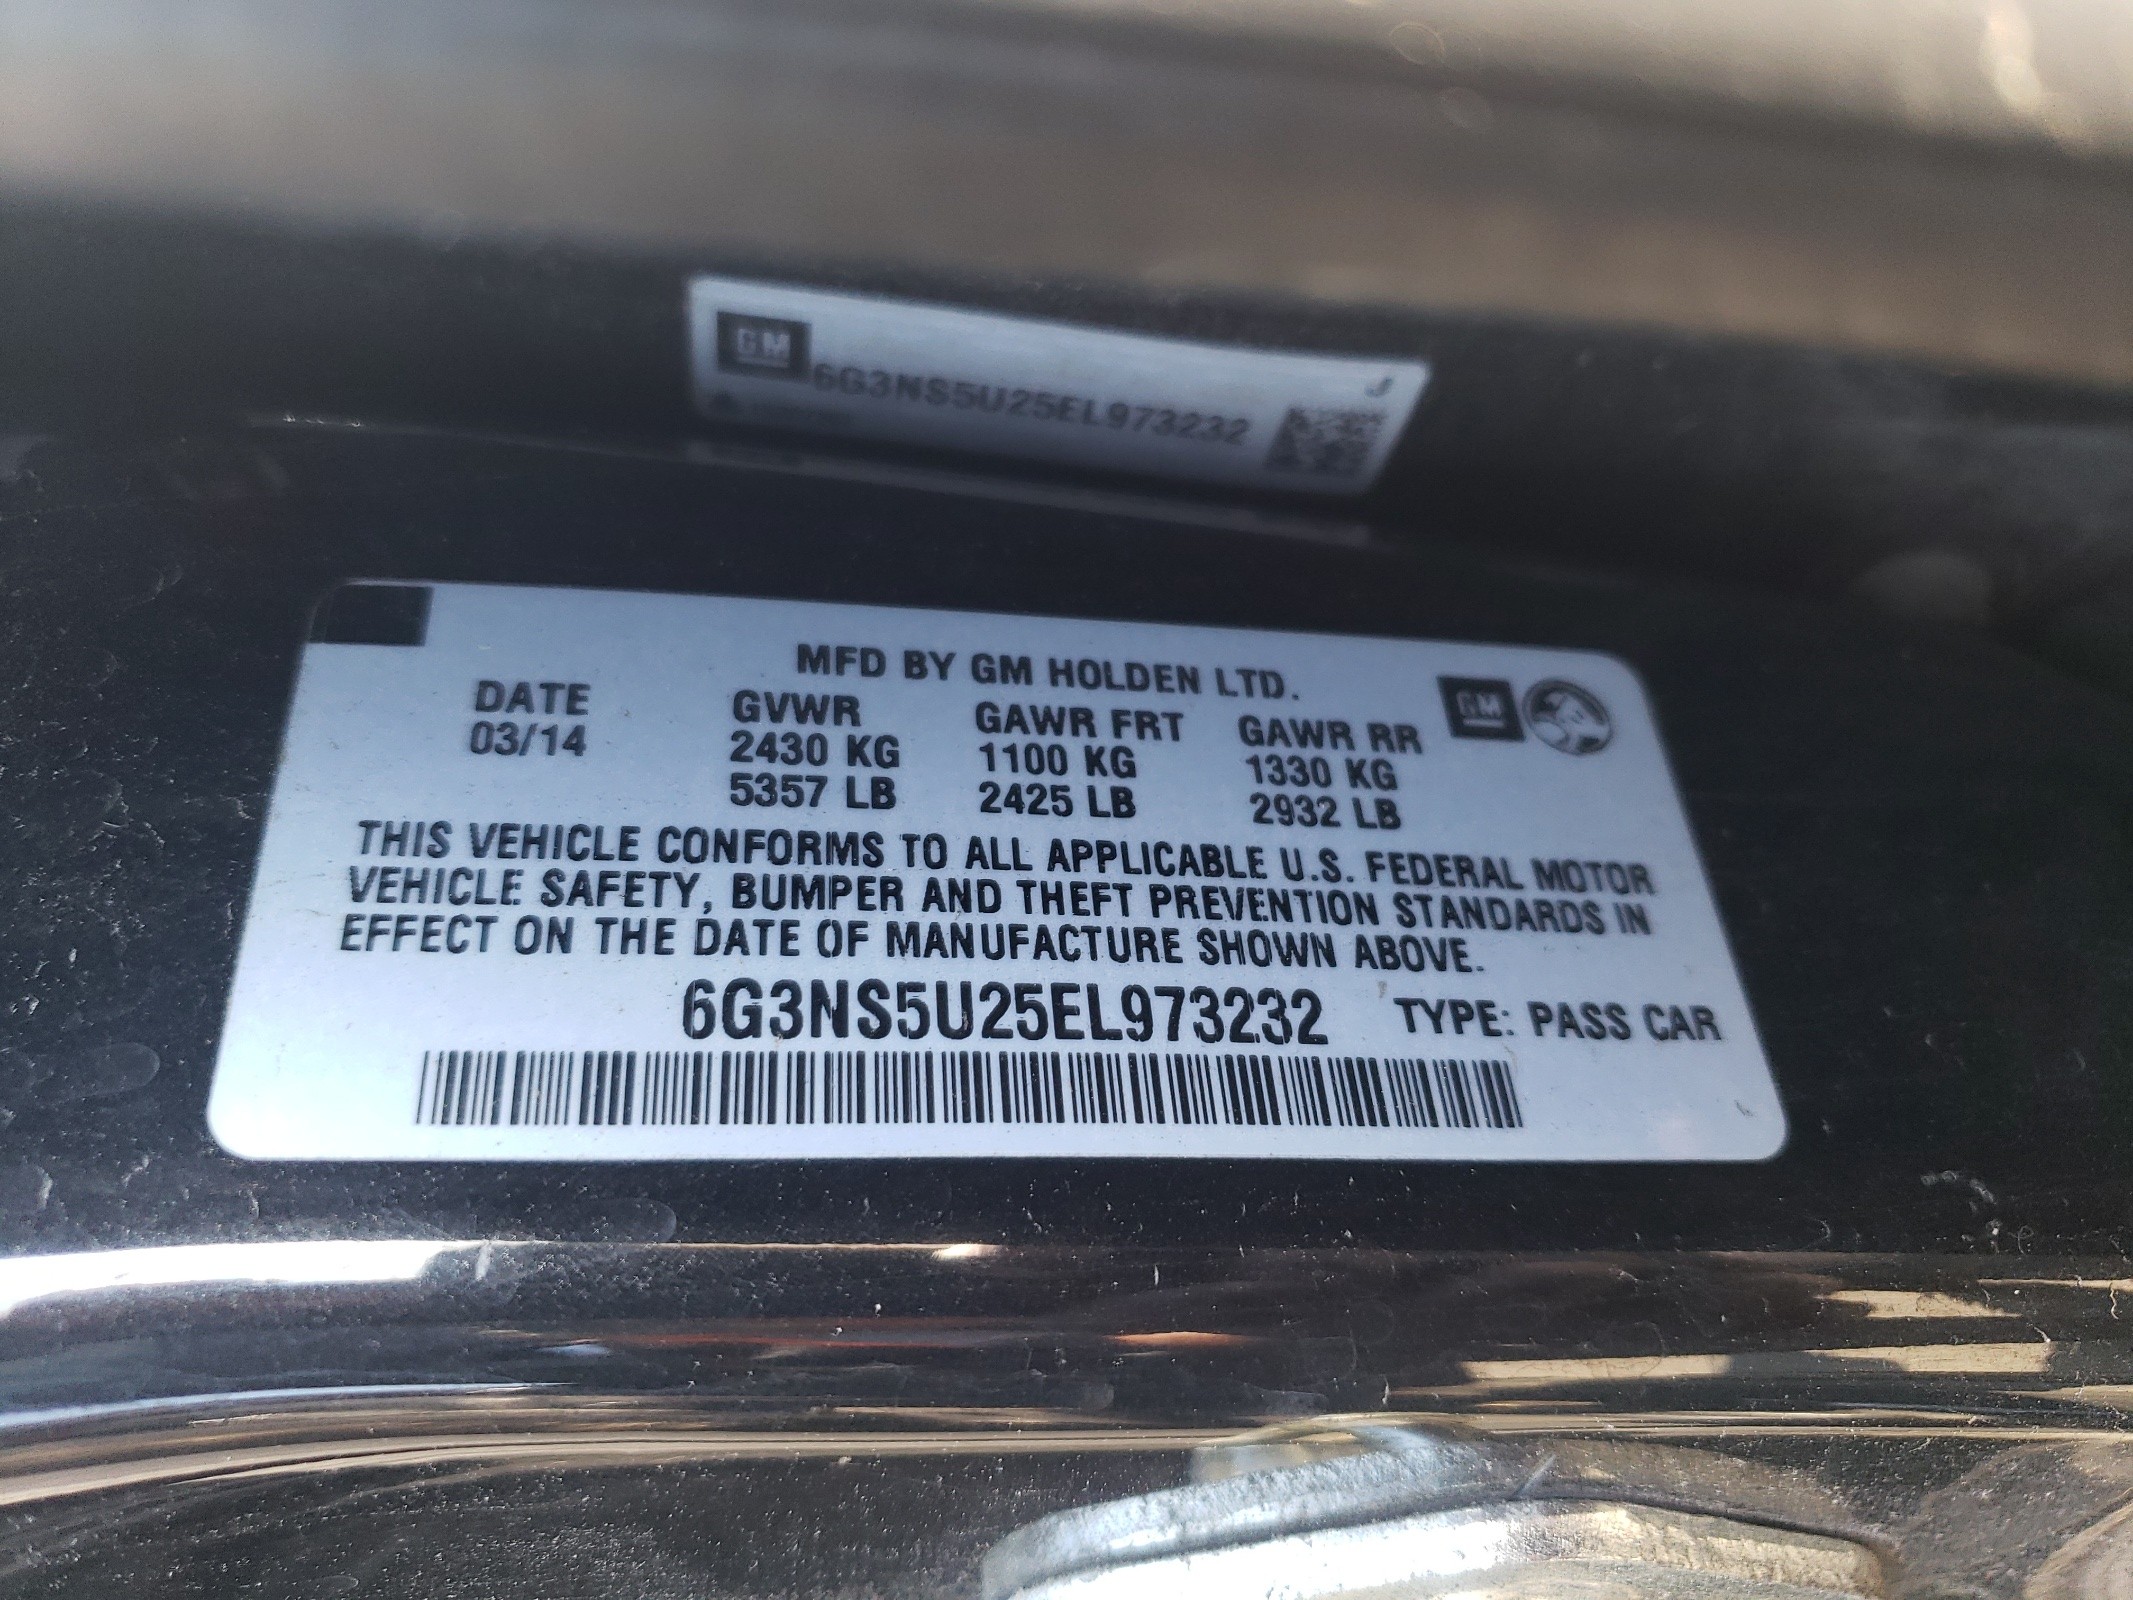 GM
J
6G3NS5U25EL973232
MFD BY GM HOLDEN LTD.
GM
DATE GVWR GAWR FRT GAWR RR
03/14 2430 KG 1100 KG 1330 KG
5357 LB 2425 LB 2932 LB
THIS VEHICLE CONFORMS TO ALL APPLICABLE U.S. FEDERAL MOTOR
VEHICLE SAFETY, BUMPER AND THEFT PREVENTION STANDARDS IN
EFFECT ON THE DATE OF MANUFACTURE SHOWN ABOVE.
6G3NS5U25EL973232 TYPE: PASS CAR